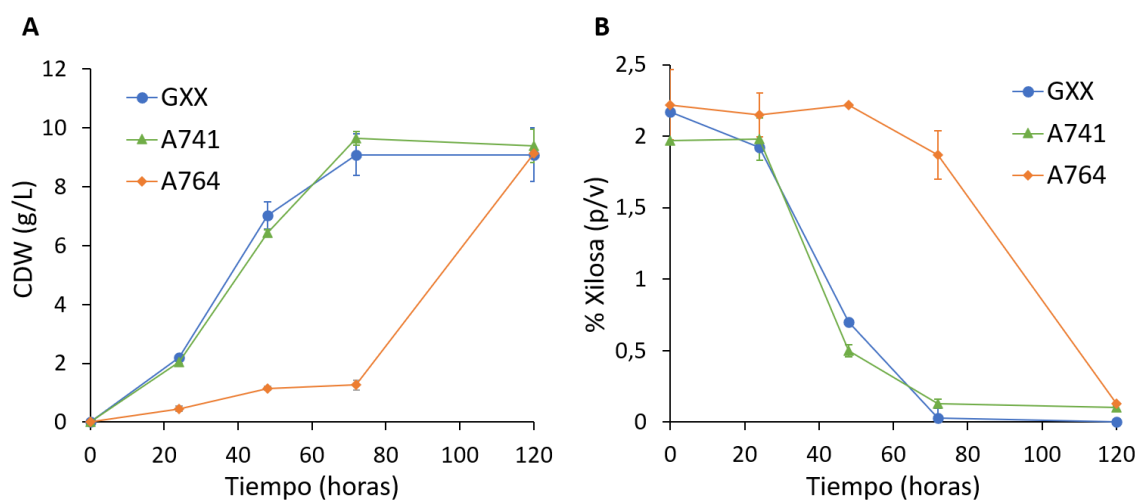 A
CDW (g/L)
12
10
8
6
4
2
0
GXX
A741
A764
0 20 40 60 80 100 120
Tiempo (horas)
B
% Xilosa (p/v)
2,5
2
1,5
1
0,5
0
GXX
A741
A764
0 20 40 60 80 100 120
Tiempo (horas)